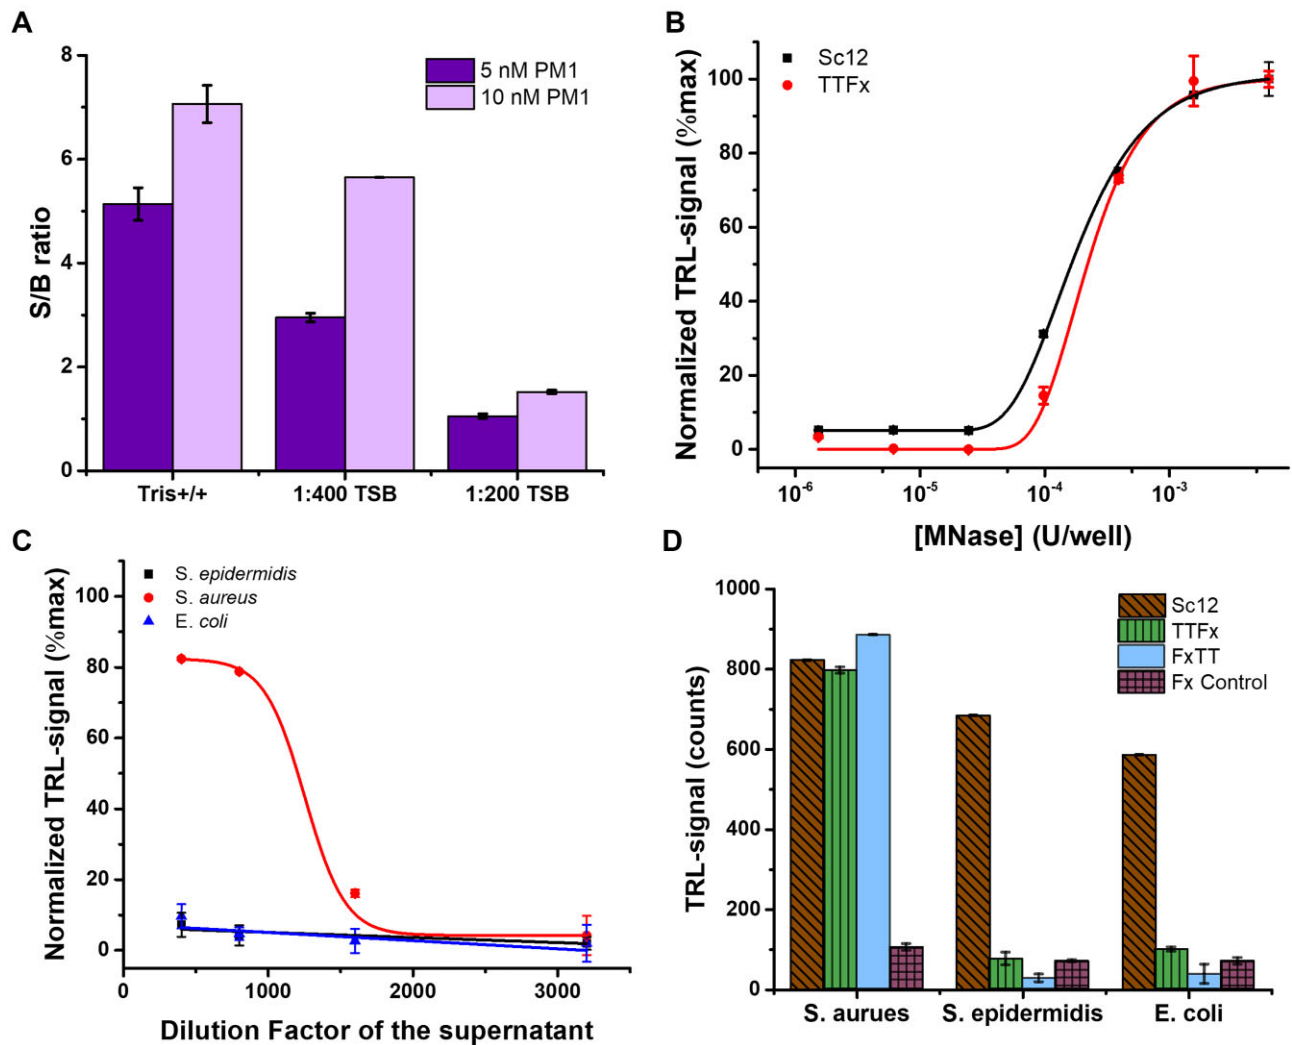 A
8
6
4
2
0
S/B ratio
5 nM PM1
10 nM PM1
Tris+/+
1:400 TSB
1:200 TSB
B
Sc12
TTFx
100
80
60
40
20
0
Normalized TRL-signal (%max)
10-6
10-5
10-4
10-3
[MNase] (U/well)
C
S. epidermidis
S. aureus
E. coli
100
80
60
40
20
0
Normalized TRL-signal (%max)
0
1000
2000
3000
Dilution Factor of the supernatant
D
1000
800
600
400
200
0
TRL-signal (counts)
Sc12
TTFx
FxTT
Fx Control
S. aurues
S. epidermidis
E. coli